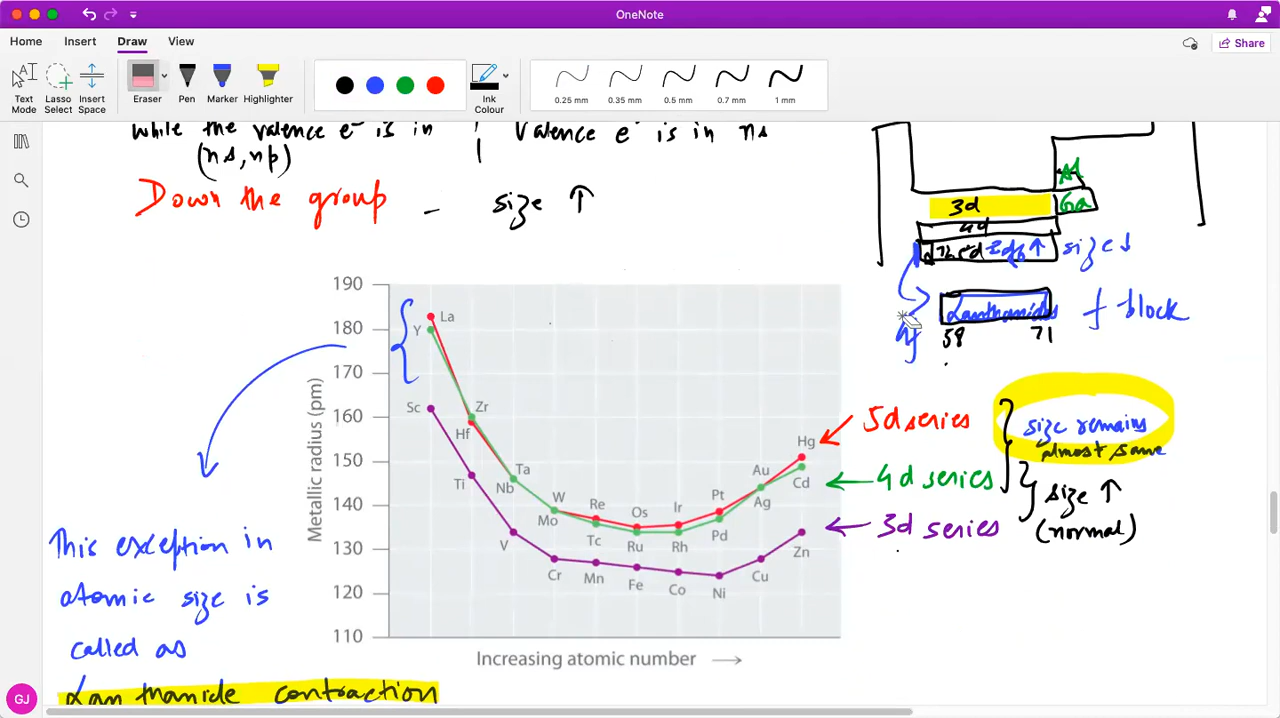 OneNote
Home
Insert
Draw
View
Share
Text Mode
Lasso Select
Insert Space
Eraser
Pen
Marker
Highlighter
Ink Colour
0.25 mm
0.35 mm
0.5 mm
0.7 mm
1 mm
while the valence e⁻ is in
(ns, np)
Valence e⁻ is in ns
Down the group - size ↑
Al
3d
Ga
4d
size ↓
Lanthanides
f block
58
71
4f
190
180
170
160
150
140
130
120
110
Metallic radius (pm)
La
Y
Sc
Zr
Hf
Ti
Ta
Nb
V
W
Mo
Cr
Re
Tc
Mn
Os
Ru
Fe
Ir
Rh
Co
Pt
Pd
Ni
Au
Ag
Cu
Hg
Cd
Zn
Increasing atomic number
5d series
4d series
3d series
size remains
almost same
size ↑
(normal)
This exception in
atomic size is
called as
Lanthanide contraction
GJ